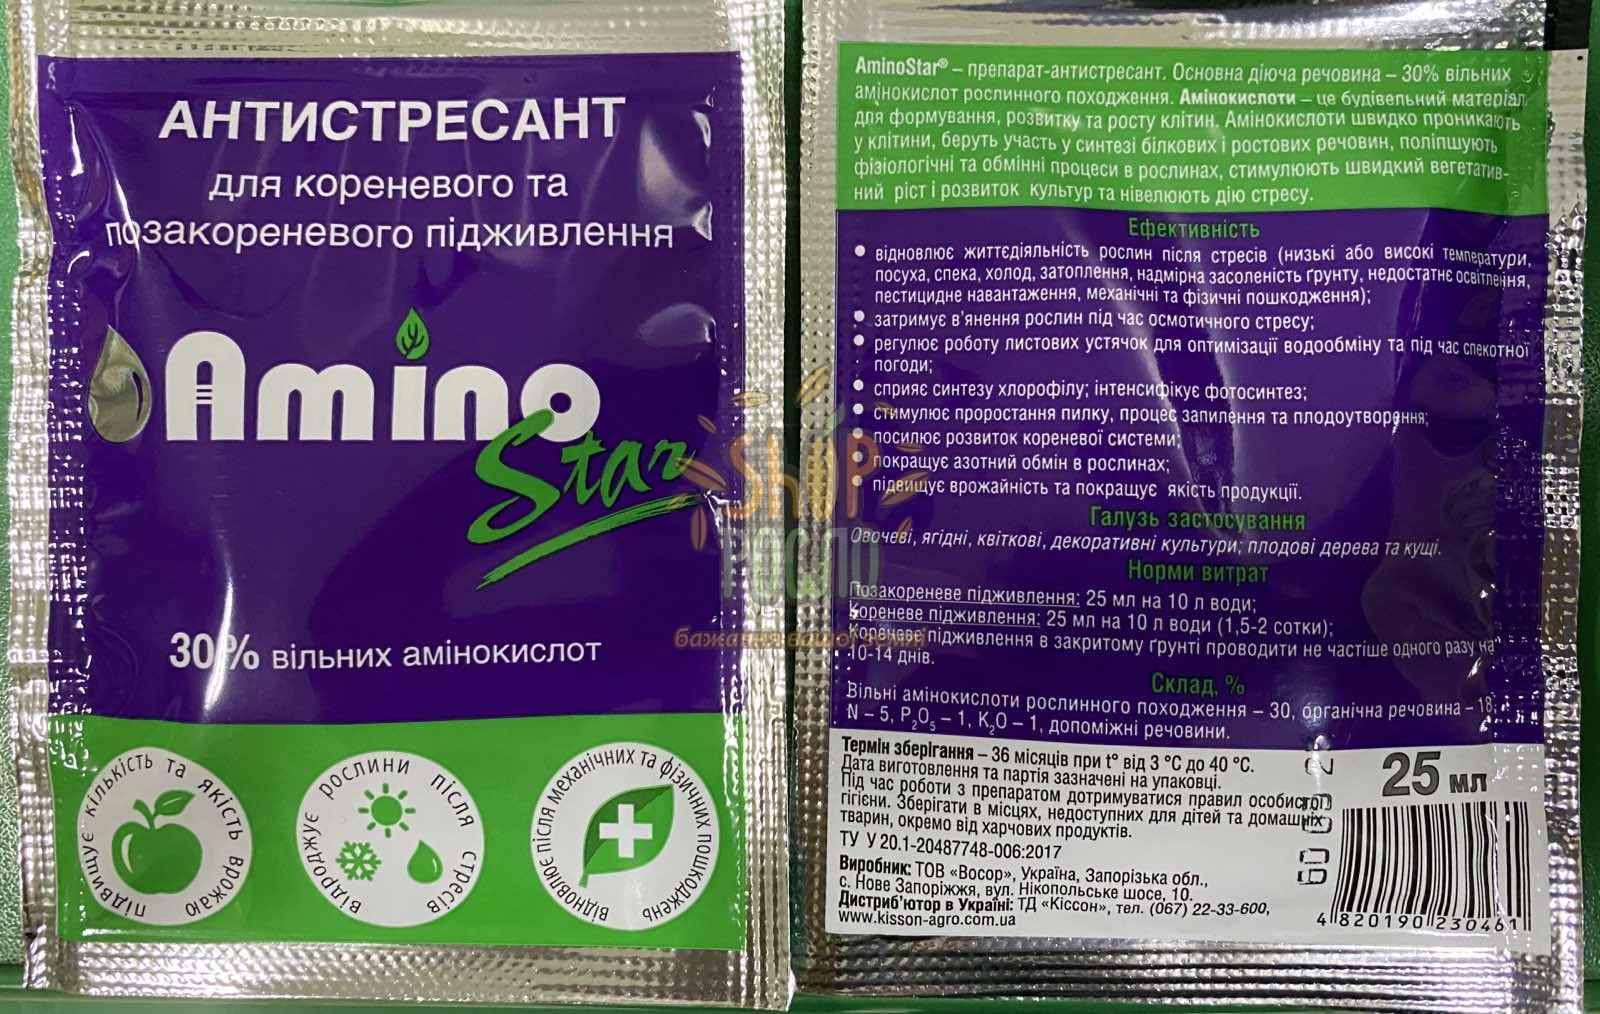 АНТИСТРЕСАНТ
для кореневого та
позакореневого підживлення
Amino
Star
30% вільних амінокислот
підвищує кількість та якість врожаю
відроджує рослини після стресів
відновлює після механічних та фізичних пошкоджень
AminoStar® – препарат-антистресант. Основна діюча речовина – 30% вільних
амінокислот рослинного походження. Амінокислоти – це будівельний матеріал
для формування, розвитку та росту клітин. Амінокислоти швидко проникають
у клітини, беруть участь у синтезі білкових і ростових речовин, поліпшують
фізіологічні та обмінні процеси в рослинах, стимулюють швидкий вегетатив-
ний ріст і розвиток культур та нівелюють дію стресу.
Ефективність
• відновлює життєдіяльність рослин після стресів (низькі або високі температури,
посуха, спека, холод, затоплення, надмірна засоленість ґрунту, недостатнє освітлення,
пестицидне навантаження, механічні та фізичні пошкодження);
• затримує в'янення рослин під час осмотичного стресу;
• регулює роботу листових устячок для оптимізації водообміну та під час спекотної
погоди;
• сприяє синтезу хлорофілу; інтенсифікує фотосинтез;
• стимулює проростання пилку, процес запилення та плодоутворення;
• посилює розвиток кореневої системи;
• покращує азотний обмін в рослинах;
• підвищує врожайність та покращує якість продукції.
Галузь застосування
Овочеві, ягідні, квіткові, декоративні культури; плодові дерева та кущі.
Норми витрат
Позакореневе підживлення: 25 мл на 10 л води;
Кореневе підживлення: 25 мл на 10 л води (1,5-2 сотки);
Кореневе підживлення в закритому ґрунті проводити не частіше одного разу на
10-14 днів.
Склад, %
Вільні амінокислоти рослинного походження – 30, органічна речовина – 18;
N – 5, P₂O₅ – 1, K₂O – 1, допоміжні речовини.
Термін зберігання – 36 місяців при t° від 3 °C до 40 °C.
Дата виготовлення та партія зазначені на упаковці.
Під час роботи з препаратом дотримуватися правил особистої
гігієни. Зберігати в місцях, недоступних для дітей та домашніх
тварин, окремо від харчових продуктів.
ТУ У 20.1-20487748-006:2017
Виробник: ТОВ «Восор», Україна, Запорізька обл.,
с. Нове Запоріжжя, вул. Нікопольське шосе, 10.
Дистриб'ютор в Україні: ТД «Кіссон», тел. (067) 22-33-600,
www.kisson-agro.com.ua
25 мл
4 820190 230461
SHOP
РОСЛО
бажання вашої землі